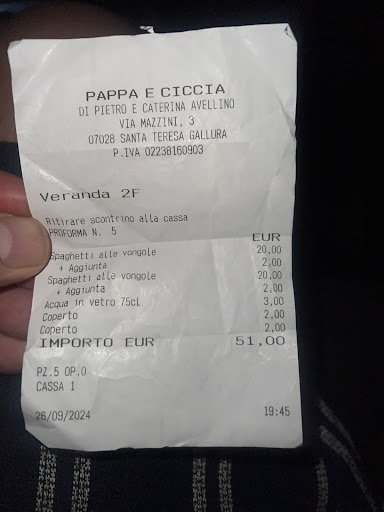 PAPPA E CICCIA
DI PIETRO E CATERINA AVELLINO
VIA MAZZINI, 3
07028 SANTA TERESA GALLURA
P.IVA 02238160903
Veranda 2F
Ritirare scontrino alla cassa
PROFORMA N. 5
EUR
Spaghetti alle vongole 20,00
+ Aggiunta 2,00
Spaghetti alle vongole 20,00
+ Aggiunta 2,00
Acqua in vetro 75cL 3,00
Coperto 2,00
Coperto 2,00
IMPORTO EUR 51,00
PZ.5 OP.0
CASSA 1
26/09/2024 19:45